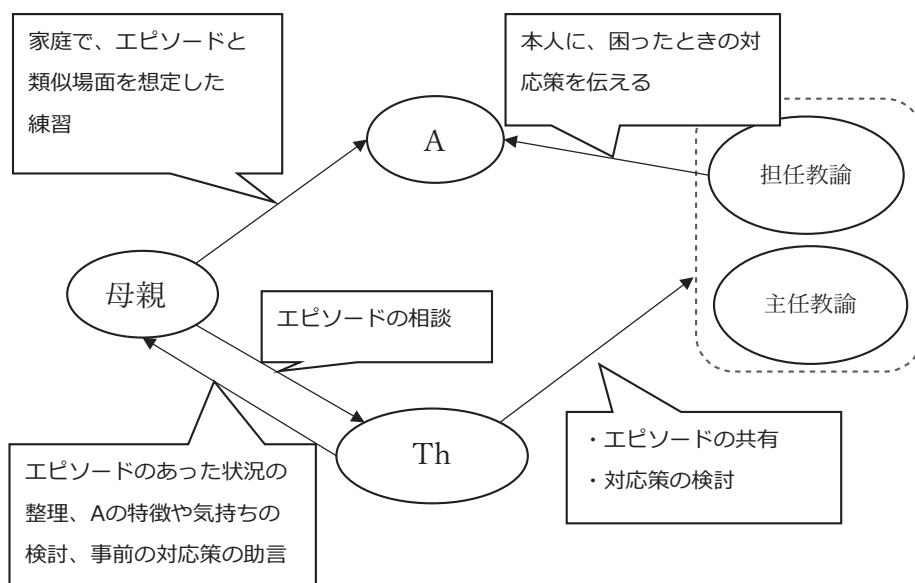 家庭で、エピソードと
類似場面を想定した
練習
本人に、困ったときの対
応策を伝える
A
担任教諭
母親
主任教諭
エピソードの相談
Th
エピソードのあった状況の
整理、Aの特徴や気持ちの
検討、事前の対応策の助言
・エピソードの共有
・対応策の検討